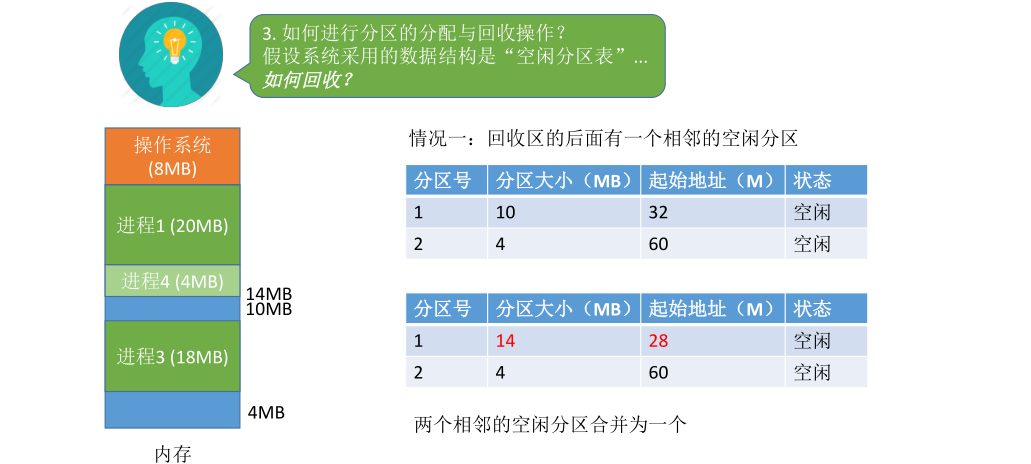 3. 如何进行分区的分配与回收操作？
假设系统采用的数据结构是“空闲分区表”...
如何回收？
操作系统
(8MB)
进程1 (20MB)
进程4 (4MB)
14MB
10MB
进程3 (18MB)
4MB
内存
情况一：回收区的后面有一个相邻的空闲分区
分区号 分区大小（MB） 起始地址（M） 状态
1 10 32 空闲
2 4 60 空闲
分区号 分区大小（MB） 起始地址（M） 状态
1 14 28 空闲
2 4 60 空闲
两个相邻的空闲分区合并为一个